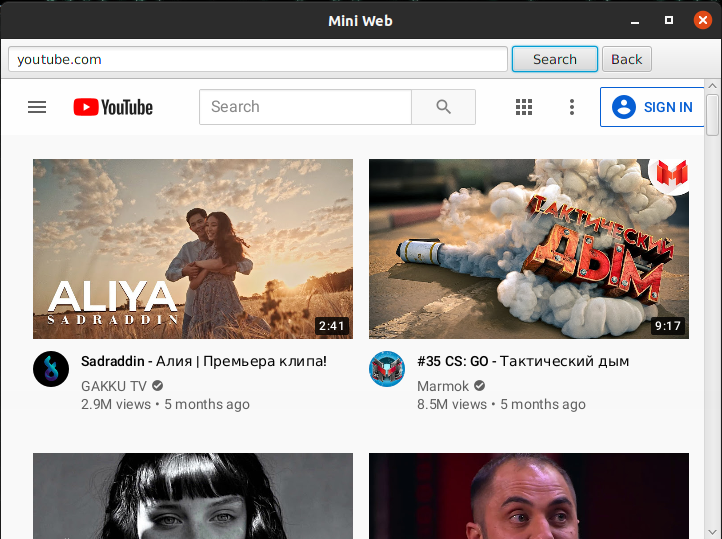 Mini Web
youtube.com
Search
Back
YouTube
Search
SIGN IN
ALIYA
SADRADDIN
2:41
ТАКТИЧЕСКИЙ
ДЫМ
9:17
Sadraddin - Алия | Премьера клипа!
GAKKU TV
2.9M views • 5 months ago
#35 CS: GO - Тактический дым
Marmok
8.5M views • 5 months ago